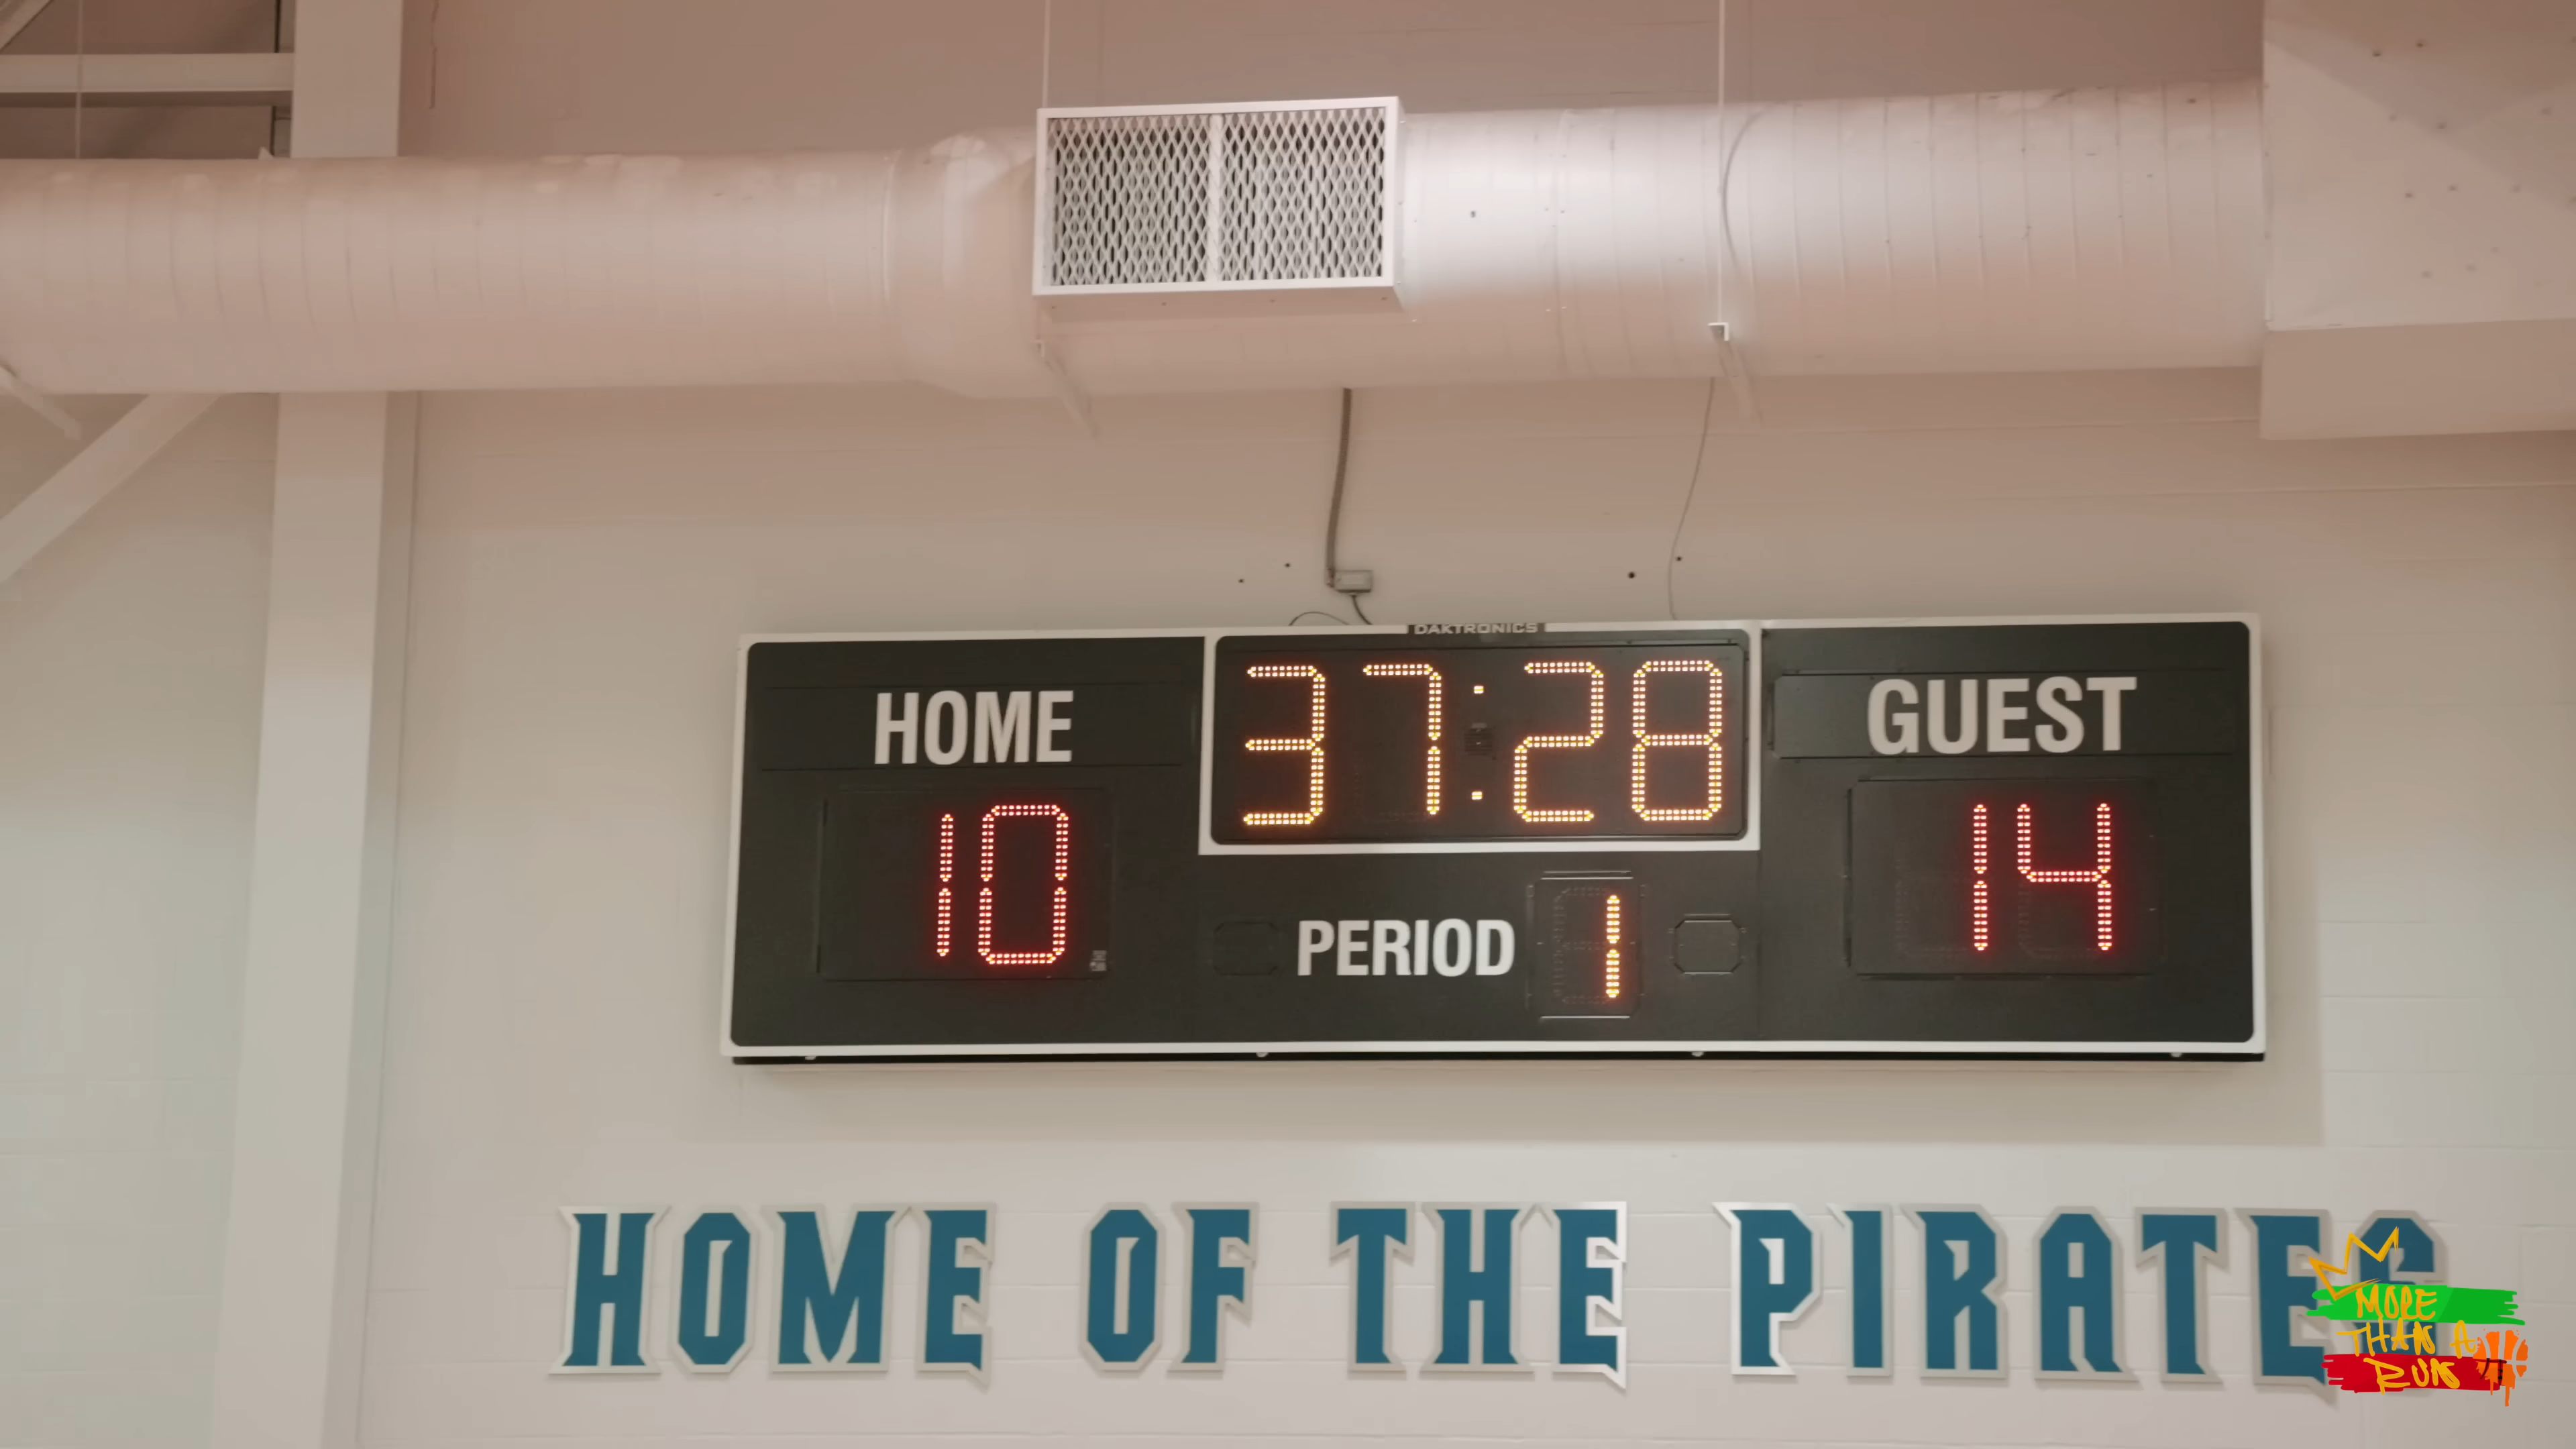 DAKTRONICS
HOME
37:28
GUEST
10
PERIOD 1
14
HOME OF THE PIRATES
MORE
THAN A
RUN